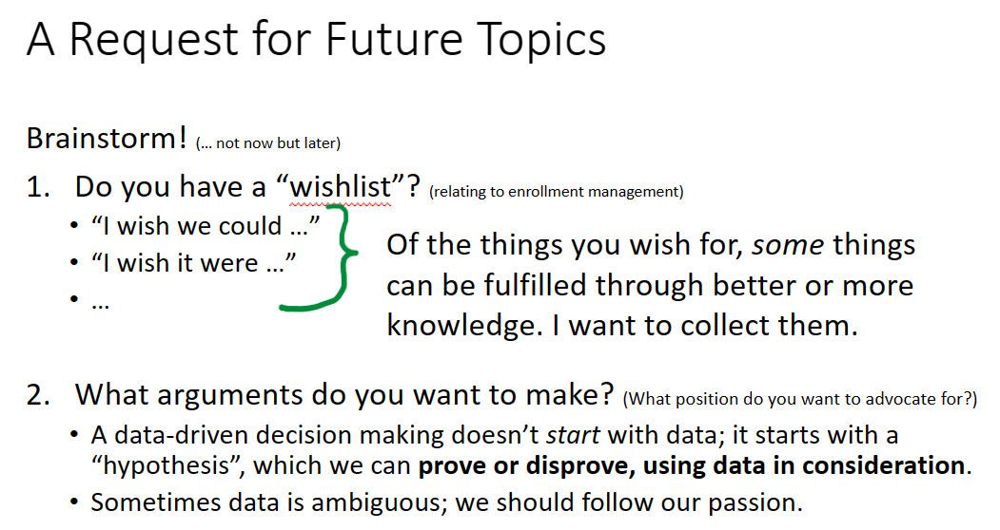 A Request for Future Topics
Brainstorm! (... not now but later)
1. Do you have a “wishlist”? (relating to enrollment management)
• “I wish we could ...”
• “I wish it were ...”
• ...
Of the things you wish for, some things
can be fulfilled through better or more
knowledge. I want to collect them.
2. What arguments do you want to make? (What position do you want to advocate for?)
• A data-driven decision making doesn’t start with data; it starts with a
“hypothesis”, which we can prove or disprove, using data in consideration.
• Sometimes data is ambiguous; we should follow our passion.